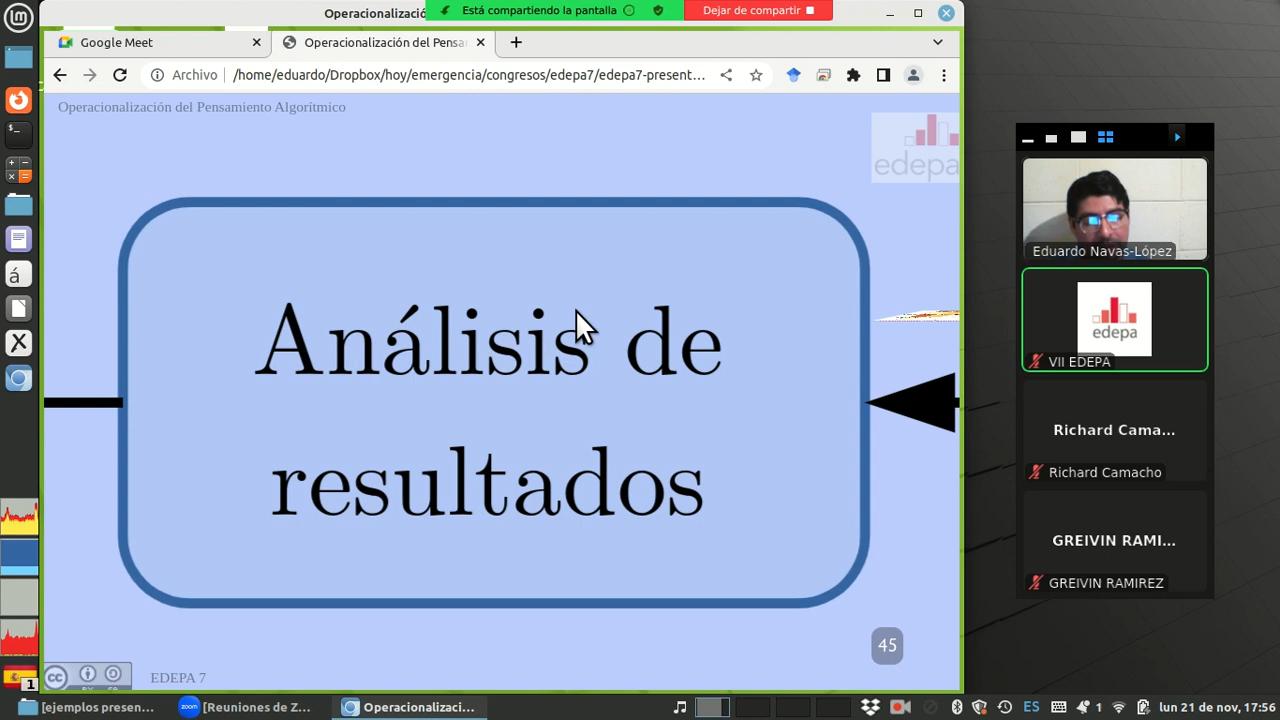 Operacionalizació
Está compartiendo la pantalla
Dejar de compartir
Google Meet
Operacionalización del Pensa
Archivo
/home/eduardo/Dropbox/hoy/emergencia/congresos/edepa7/edepa7-present…
Operacionalización del Pensamiento Algorítmico
edepa
Análisis de
resultados
45
EDEPA 7
Eduardo Navas-López
edepa
VII EDEPA
Richard Cama...
Richard Camacho
GREIVIN RAMI...
GREIVIN RAMIREZ
á
1
[ejemplos presen...
zoom
[Reuniones de Z...
Operacionalizaci...
ES
1
lun 21 de nov, 17:56